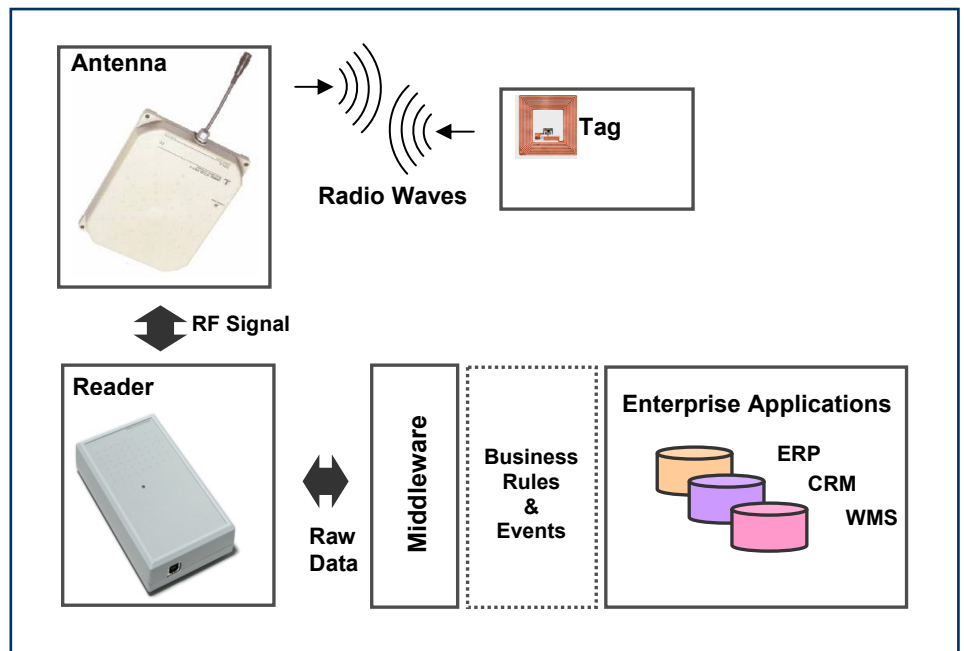 Antenna
Tag
Radio Waves
RF Signal
Reader
Raw
Data
Middleware
Business
Rules
&
Events
Enterprise Applications
ERP
CRM
WMS